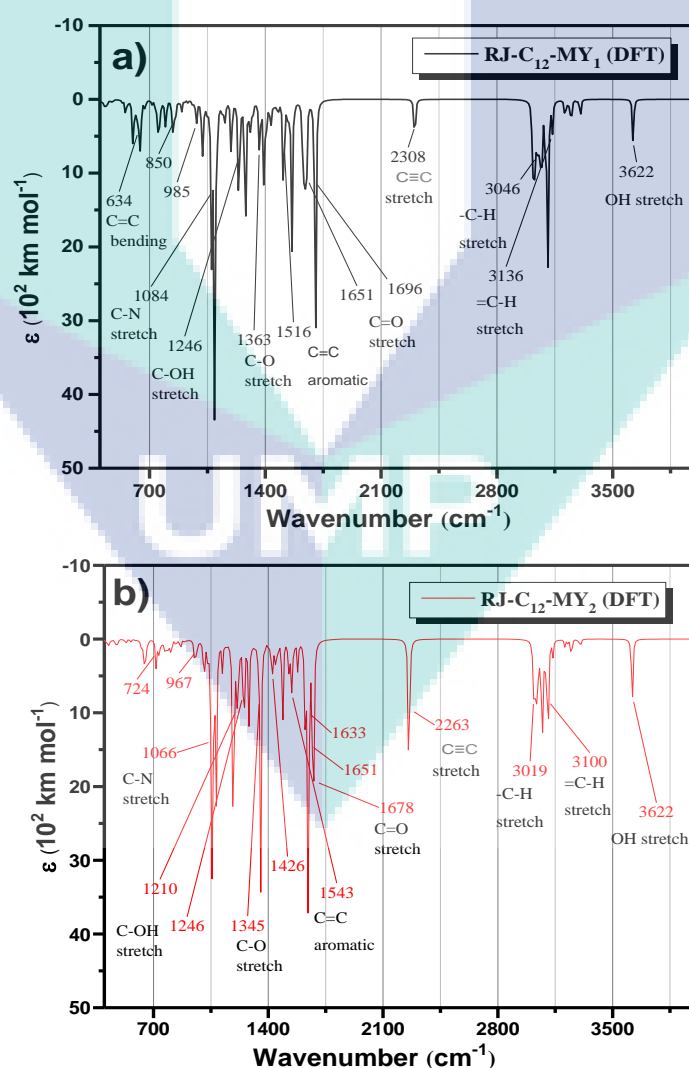 -10
a)
RJ-C12-MY1 (DFT)
0
10
20
30
40
50
ε (10² km mol⁻¹)
850
634
C=C
bending
985
2308
C≡C
stretch
3046
-C-H
stretch
3622
OH stretch
3136
=C-H
stretch
1084
C-N
stretch
1246
C-OH
stretch
1363
C-O
stretch
1516
C=C
aromatic
1651
1696
C=O
stretch
700 1400 2100 2800 3500
Wavenumber (cm⁻¹)
UMP
-10
b)
RJ-C12-MY2 (DFT)
0
10
20
30
40
50
ε (10² km mol⁻¹)
724
967
1066
C-N
stretch
1633
1651
1678
C=O
stretch
2263
C≡C
stretch
3019
-C-H
stretch
3100
=C-H
stretch
3622
OH stretch
1210
C-OH
stretch
1246
1345
C-O
stretch
1426
1543
C=C
aromatic
700 1400 2100 2800 3500
Wavenumber (cm⁻¹)